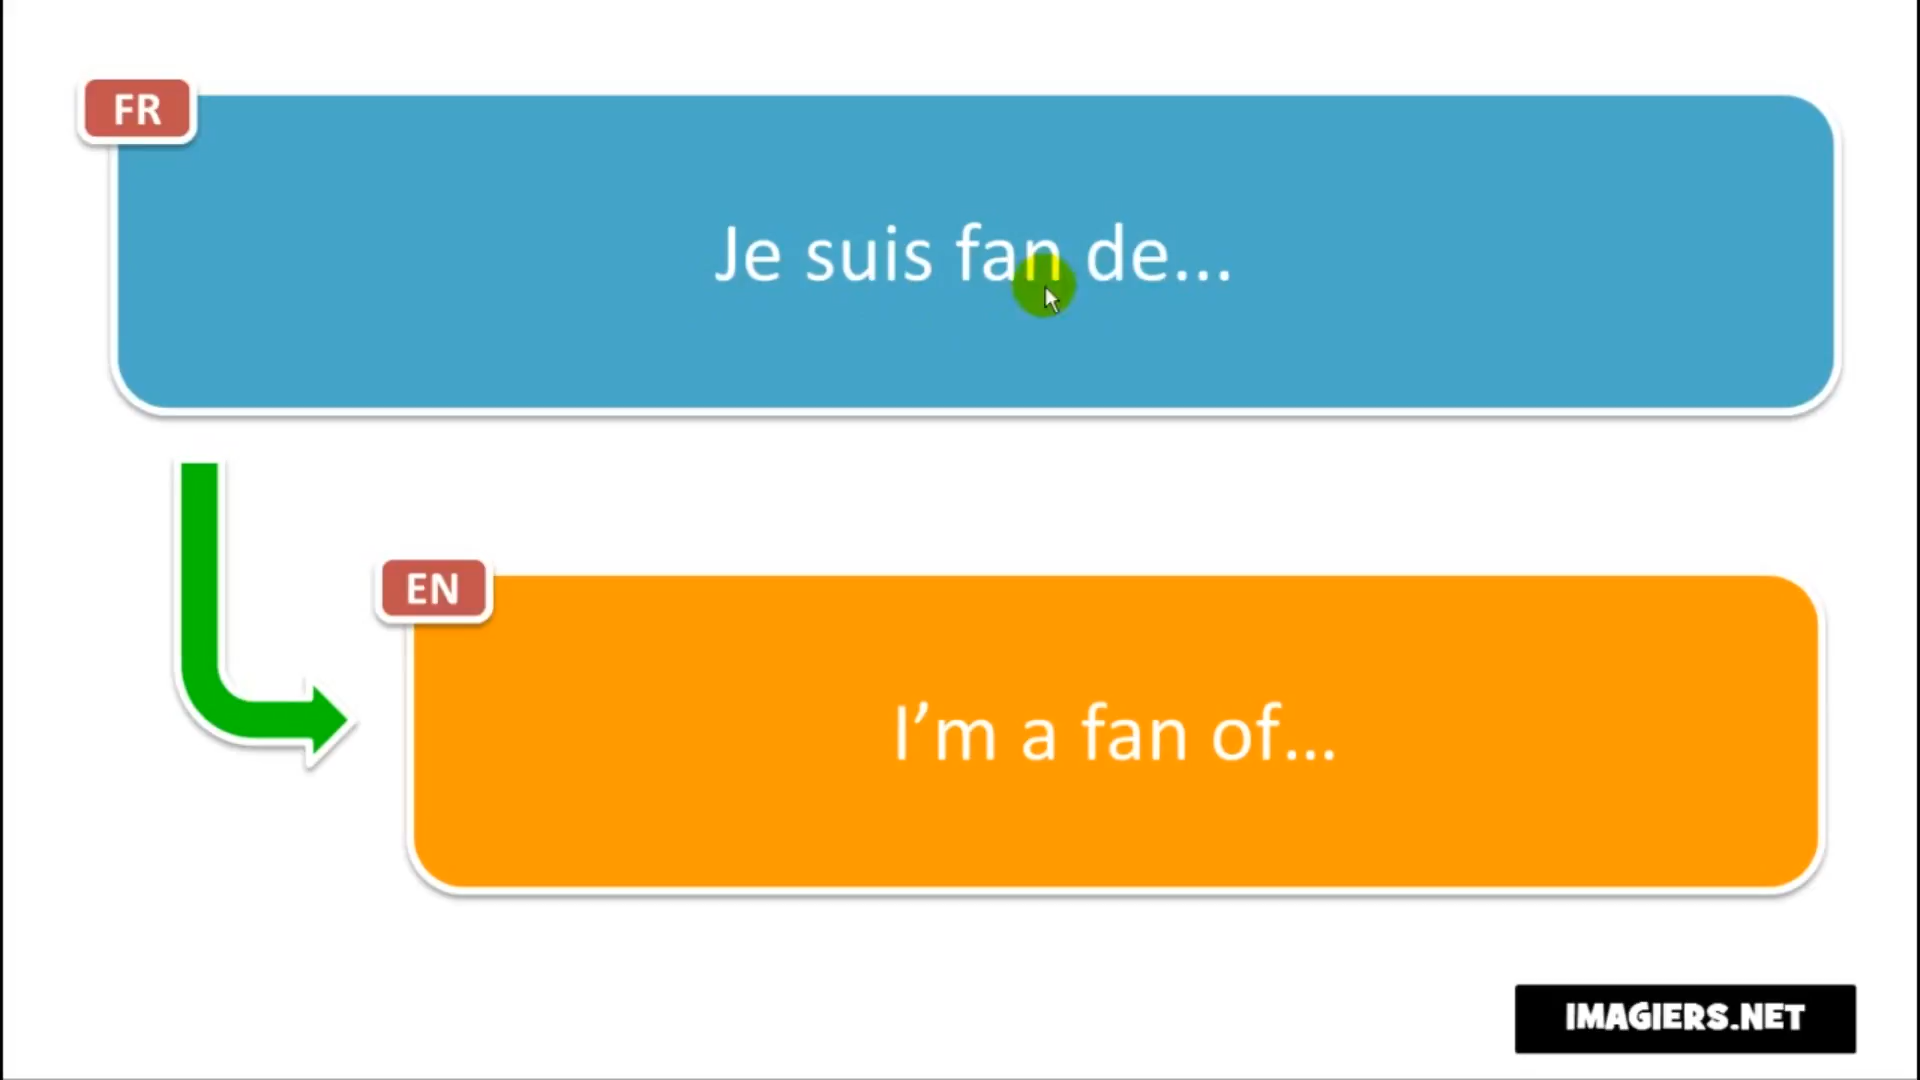 FR
Je suis fan de...
EN
I’m a fan of...
IMAGIERS.NET